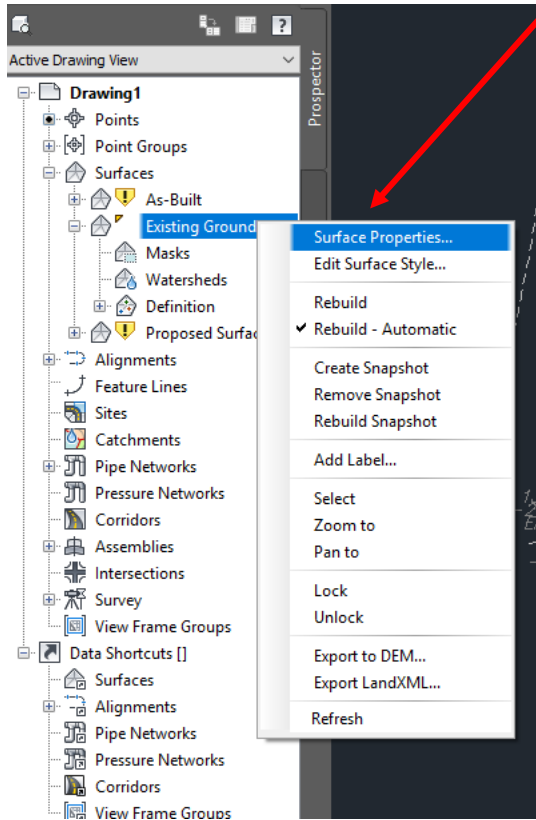 ?
Active Drawing View
Prospector
Drawing1
Points
Point Groups
Surfaces
As-Built
Existing Ground
Masks
Watersheds
Definition
Proposed Surfac
Alignments
Feature Lines
Sites
Catchments
Pipe Networks
Pressure Networks
Corridors
Assemblies
Intersections
Survey
View Frame Groups
Data Shortcuts []
Surfaces
Alignments
Pipe Networks
Pressure Networks
Corridors
View Frame Groups
Surface Properties...
Edit Surface Style...
Rebuild
Rebuild - Automatic
Create Snapshot
Remove Snapshot
Rebuild Snapshot
Add Label...
Select
Zoom to
Pan to
Lock
Unlock
Export to DEM...
Export LandXML...
Refresh